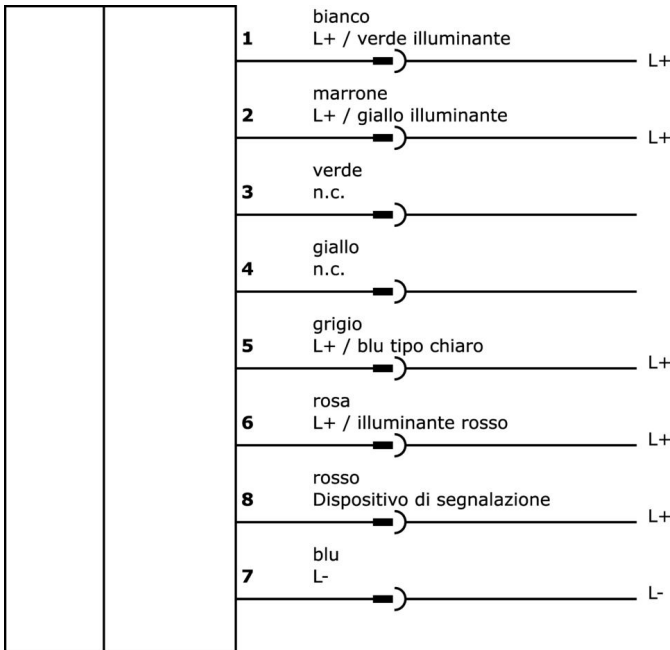 bianco
1 L+ / verde illuminante
L+
marrone
2 L+ / giallo illuminante
L+
verde
3 n.c.
giallo
4 n.c.
grigio
5 L+ / blu tipo chiaro
L+
rosa
6 L+ / illuminante rosso
L+
rosso
8 Dispositivo di segnalazione
L+
blu
7 L-
L-